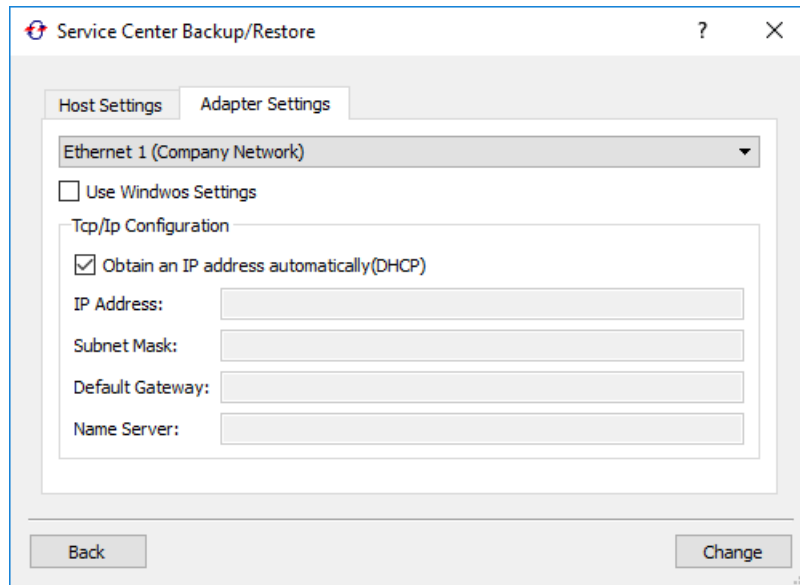 Service Center Backup/Restore
?
Host Settings
Adapter Settings
Ethernet 1 (Company Network)
Use Windwos Settings
Tcp/Ip Configuration
Obtain an IP address automatically(DHCP)
IP Address:
Subnet Mask:
Default Gateway:
Name Server:
Back
Change